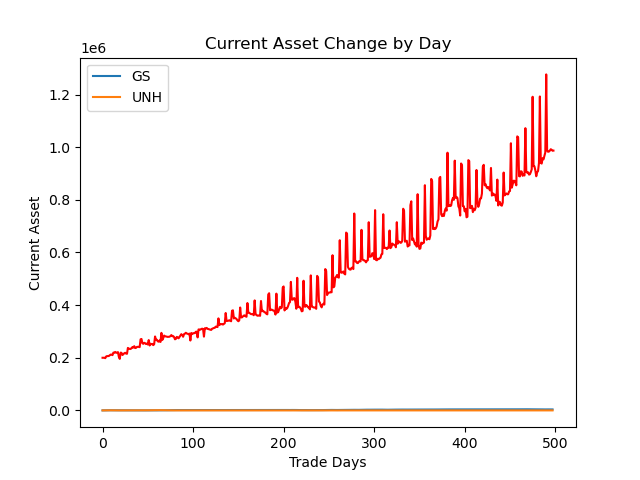 Current Asset Change by Day
1e6
GS
UNH
1.2
1.0
0.8
0.6
0.4
0.2
0.0
Current Asset
0 100 200 300 400 500
Trade Days